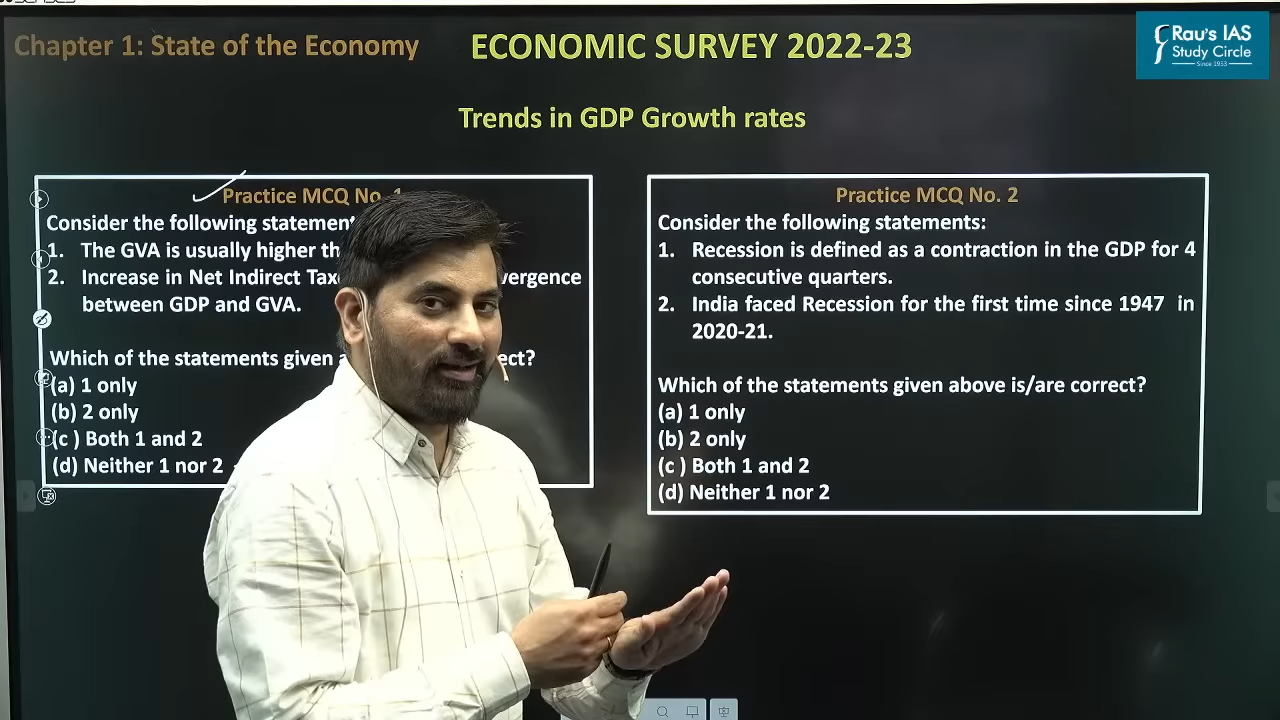 Chapter 1: State of the Economy
ECONOMIC SURVEY 2022-23
Rau's IAS
Study Circle
Since 1953
Trends in GDP Growth rates
Practice MCQ No. 1
Consider the following
1. The GVA is usually higher
2. Increase in Net Indirect
between GDP and GVA.
Which of the statements given
(a) 1 only
(b) 2 only
(c ) Both 1 and 2
(d) Neither 1 nor 2
Practice MCQ No. 2
Consider the following statements:
1. Recession is defined as a contraction in the GDP for 4
consecutive quarters.
2. India faced Recession for the first time since 1947 in
2020-21.
Which of the statements given above is/are correct?
(a) 1 only
(b) 2 only
(c ) Both 1 and 2
(d) Neither 1 nor 2